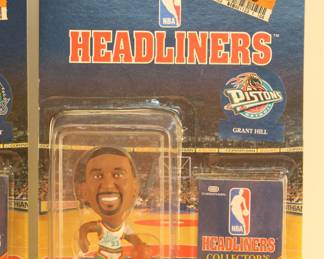 NBA
HEADLINERS
PISTONS
GRANT HILL
NBA
HEADLINERS
COLLECTOR'S